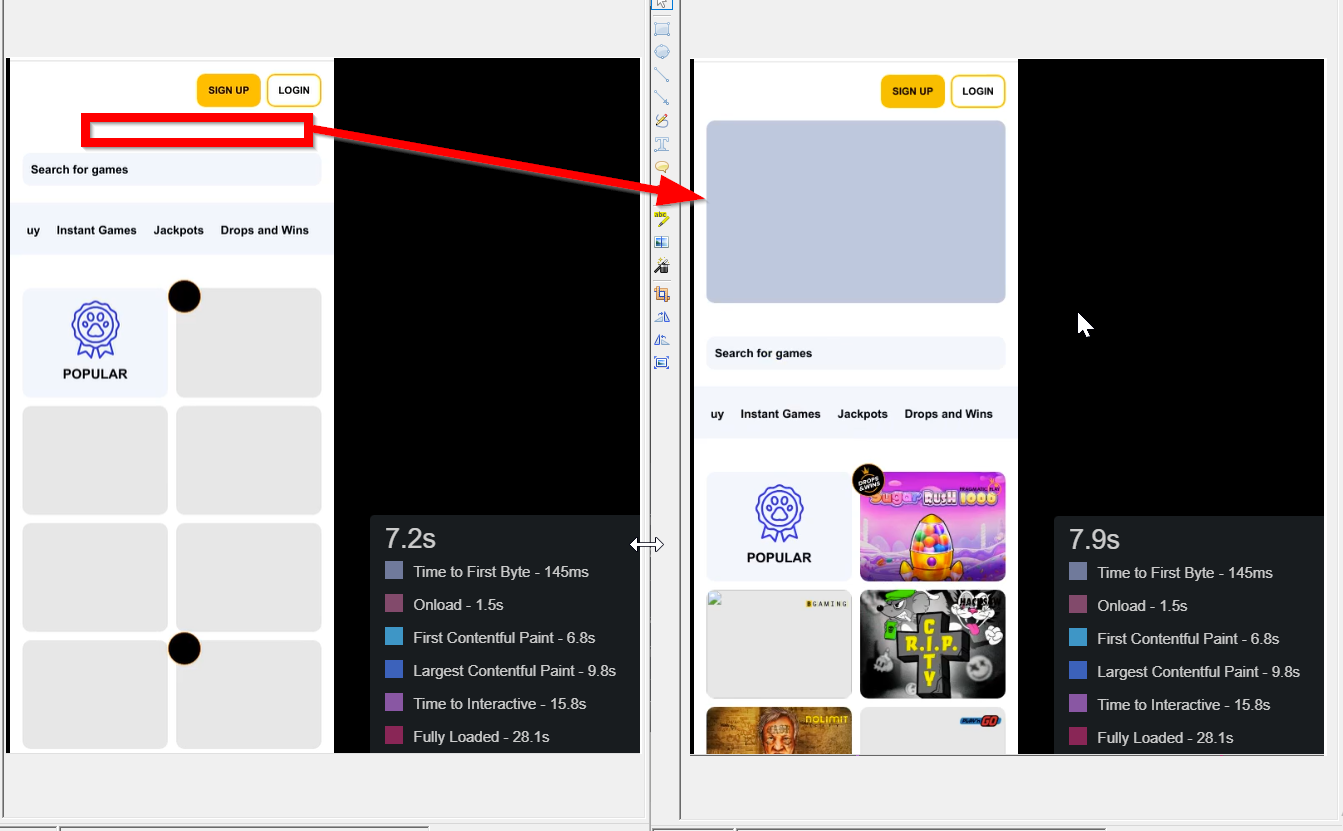 SIGN UP
LOGIN
Search for games
uy Instant Games Jackpots Drops and Wins
POPULAR
7.2s
Time to First Byte - 145ms
Onload - 1.5s
First Contentful Paint - 6.8s
Largest Contentful Paint - 9.8s
Time to Interactive - 15.8s
Fully Loaded - 28.1s
abc
SIGN UP
LOGIN
Search for games
uy Instant Games Jackpots Drops and Wins
POPULAR
DROPS
&WINS
PRAGMATIC PLAY
Sugar RUSH 1000
BGAMING
HACKSAW
CITY
R.I.P.
NOLIMIT
PLAY'n GO
7.9s
Time to First Byte - 145ms
Onload - 1.5s
First Contentful Paint - 6.8s
Largest Contentful Paint - 9.8s
Time to Interactive - 15.8s
Fully Loaded - 28.1s